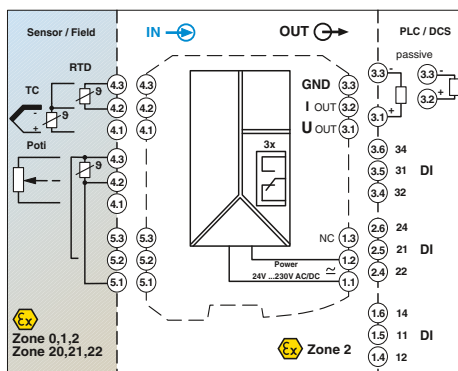 Sensor / Field
IN
OUT
PLC / DCS
RTD
TC
ϑ
ϑ
-
+
4.3
4.2
4.1
4.3
4.2
4.1
GND 3.3
I OUT 3.2
U OUT 3.1
passive
3.3 -
3.1 +
3.3 -
3.2 +
Poti
ϑ
4.3
4.2
4.1
3x
3.6 34
3.5 31 DI
3.4 32
5.3
5.2
5.1
5.3
5.2
5.1
NC 1.3
Power 1.2
24V ...230V AC/DC 1.1
2.6 24
2.5 21 DI
2.4 22
Ex
Zone 0,1,2
Zone 20,21,22
Ex Zone 2
1.6 14
1.5 11 DI
1.4 12